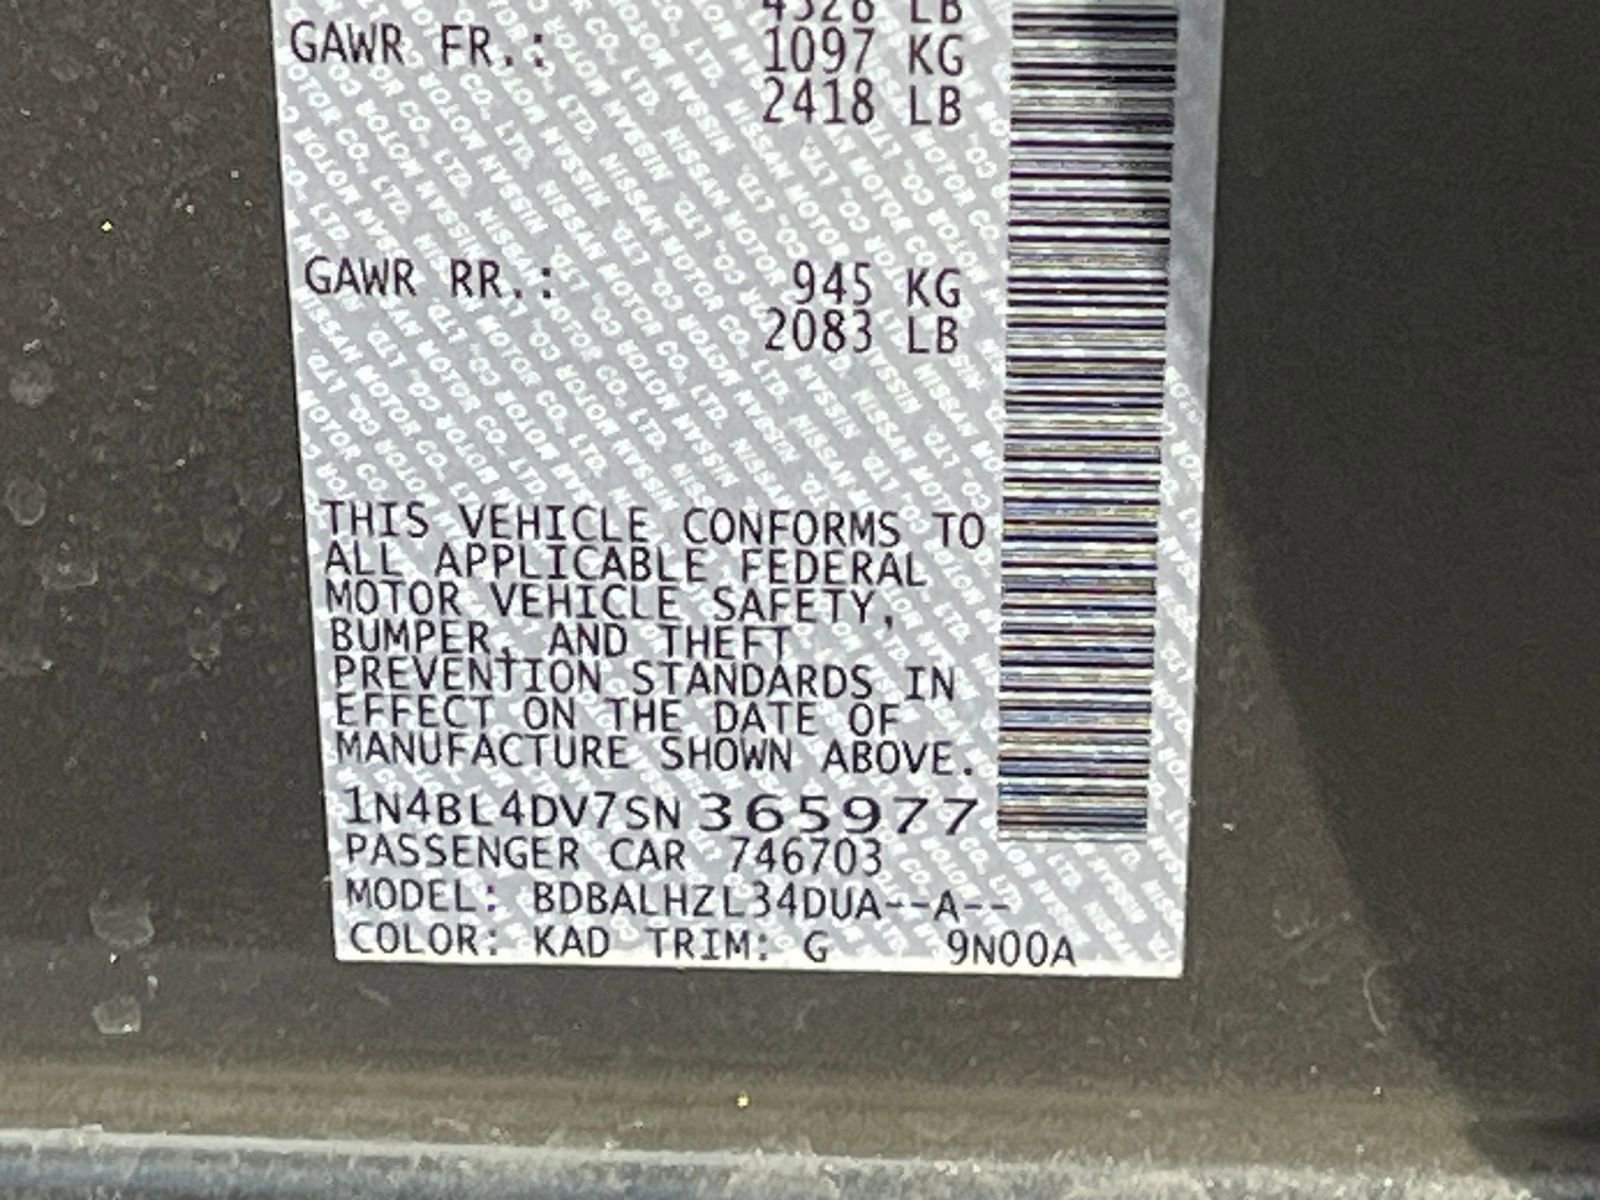 4328 LB
GAWR FR.: 1097 KG
2418 LB
GAWR RR.: 945 KG
2083 LB
THIS VEHICLE CONFORMS TO
ALL APPLICABLE FEDERAL
MOTOR VEHICLE SAFETY,
BUMPER, AND THEFT
PREVENTION STANDARDS IN
EFFECT ON THE DATE OF
MANUFACTURE SHOWN ABOVE.
1N4BL4DV7SN365977
PASSENGER CAR 746703
MODEL: BDBALHZL34DUA--A--
COLOR: KAD TRIM: G 9N00A